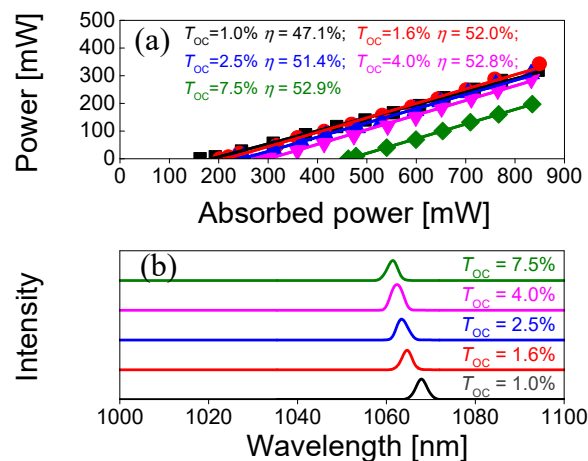 (a)
T_OC=1.0% η =47.1%; T_OC=1.6% η =52.0%;
T_OC=2.5% η =51.4%; T_OC=4.0% η =52.8%;
T_OC=7.5% η =52.9%
Power [mW]
500
400
300
200
100
0
0 100 200 300 400 500 600 700 800 900
Absorbed power [mW]
(b)
Intensity
T_OC = 7.5%
T_OC = 4.0%
T_OC = 2.5%
T_OC = 1.6%
T_OC = 1.0%
1000 1020 1040 1060 1080 1100
Wavelength [nm]